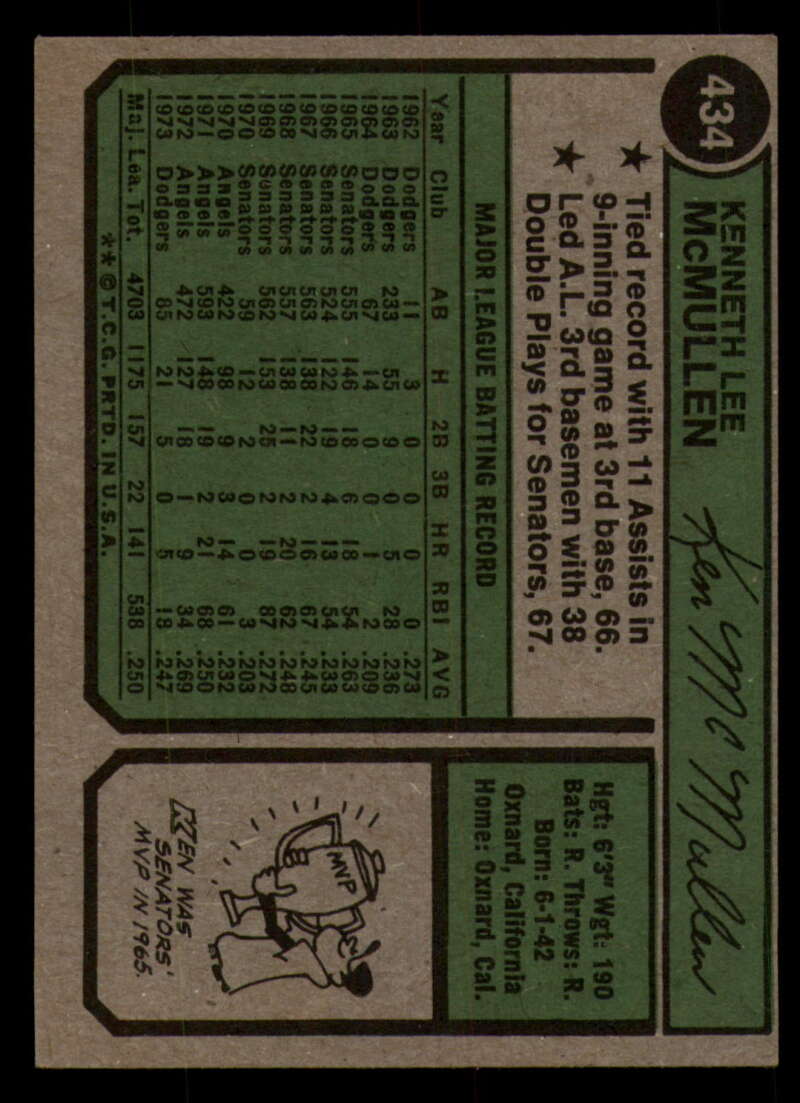 434
KENNETH LEE
McMULLEN
Ken McMullen
★ Tied record with 11 Assists in
9-inning game at 3rd base, 66.
★ Led A.L. 3rd basemen with 38
Double Plays for Senators, 67.
MAJOR LEAGUE BATTING RECORD
Year Club AB H 2B 3B HR RBI AVG
1962 Dodgers 11 3 0 0 0 0 .273
1963 Dodgers 233 55 9 0 5 28 .236
1964 Dodgers 67 14 0 0 1 2 .209
1965 Senators 555 146 18 6 18 54 .263
1966 Senators 524 122 19 4 13 54 .233
1967 Senators 563 138 22 2 16 67 .245
1968 Senators 557 138 11 2 20 62 .248
1969 Senators 562 153 25 2 19 87 .272
1970 Senators 59 12 2 0 0 3 .203
1970 Angels 422 98 9 3 14 61 .232
1971 Angels 593 148 19 2 21 68 .250
1972 Angels 472 127 18 1 9 34 .269
1973 Dodgers 85 21 5 0 5 18 .247
Maj. Lea. Tot. 4703 1175 157 22 141 538 .250
**© T.C.G. PRTD. IN U.S.A.
Hgt: 6'3" Wgt: 190
Bats: R. Throws: R.
Born: 6-1-42
Oxnard, California
Home: Oxnard, Cal.
MVP
KEN WAS
SENATORS'
MVP IN 1965.